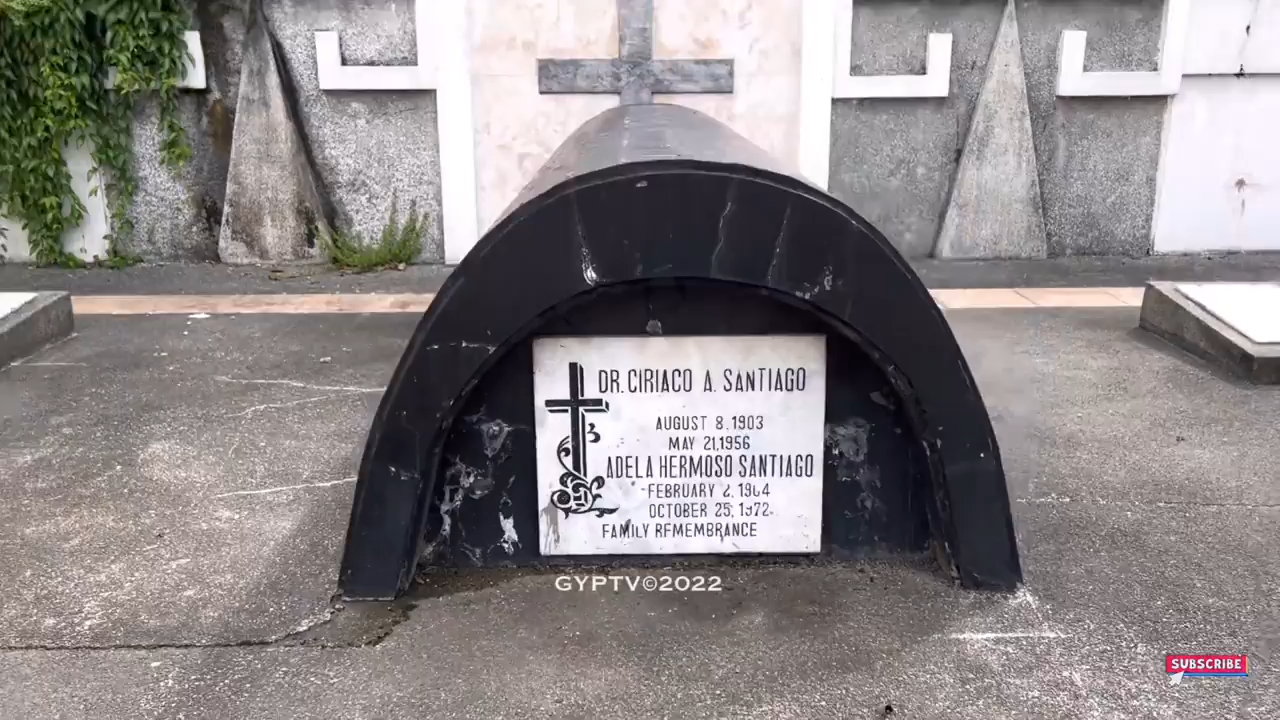 DR. CIRIACO A. SANTIAGO
AUGUST 8, 1903
MAY 21, 1956
ADELA HERMOSO SANTIAGO
FEBRUARY 2, 1904
OCTOBER 25, 1972
FAMILY REMEMBRANCE
GYPTV©2022
SUBSCRIBE